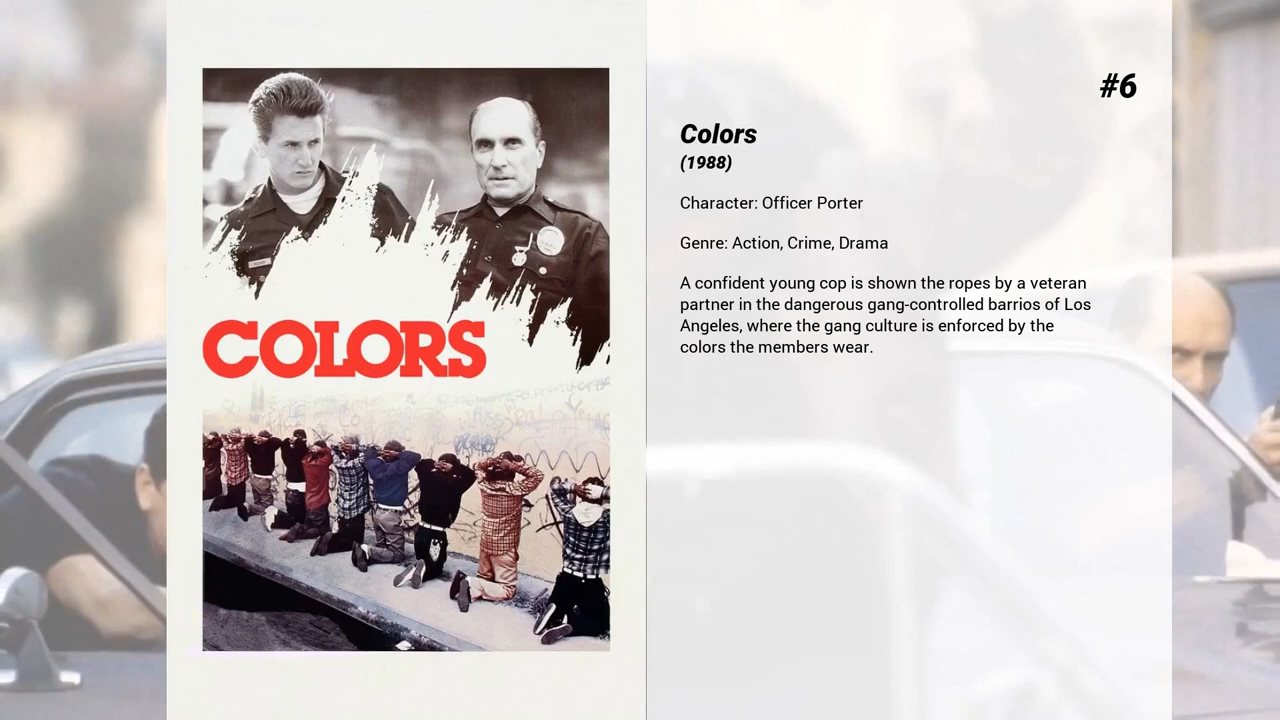 #6
Colors
(1988)
Character: Officer Porter
Genre: Action, Crime, Drama
A confident young cop is shown the ropes by a veteran
partner in the dangerous gang-controlled barrios of Los
Angeles, where the gang culture is enforced by the
colors the members wear.
COLORS